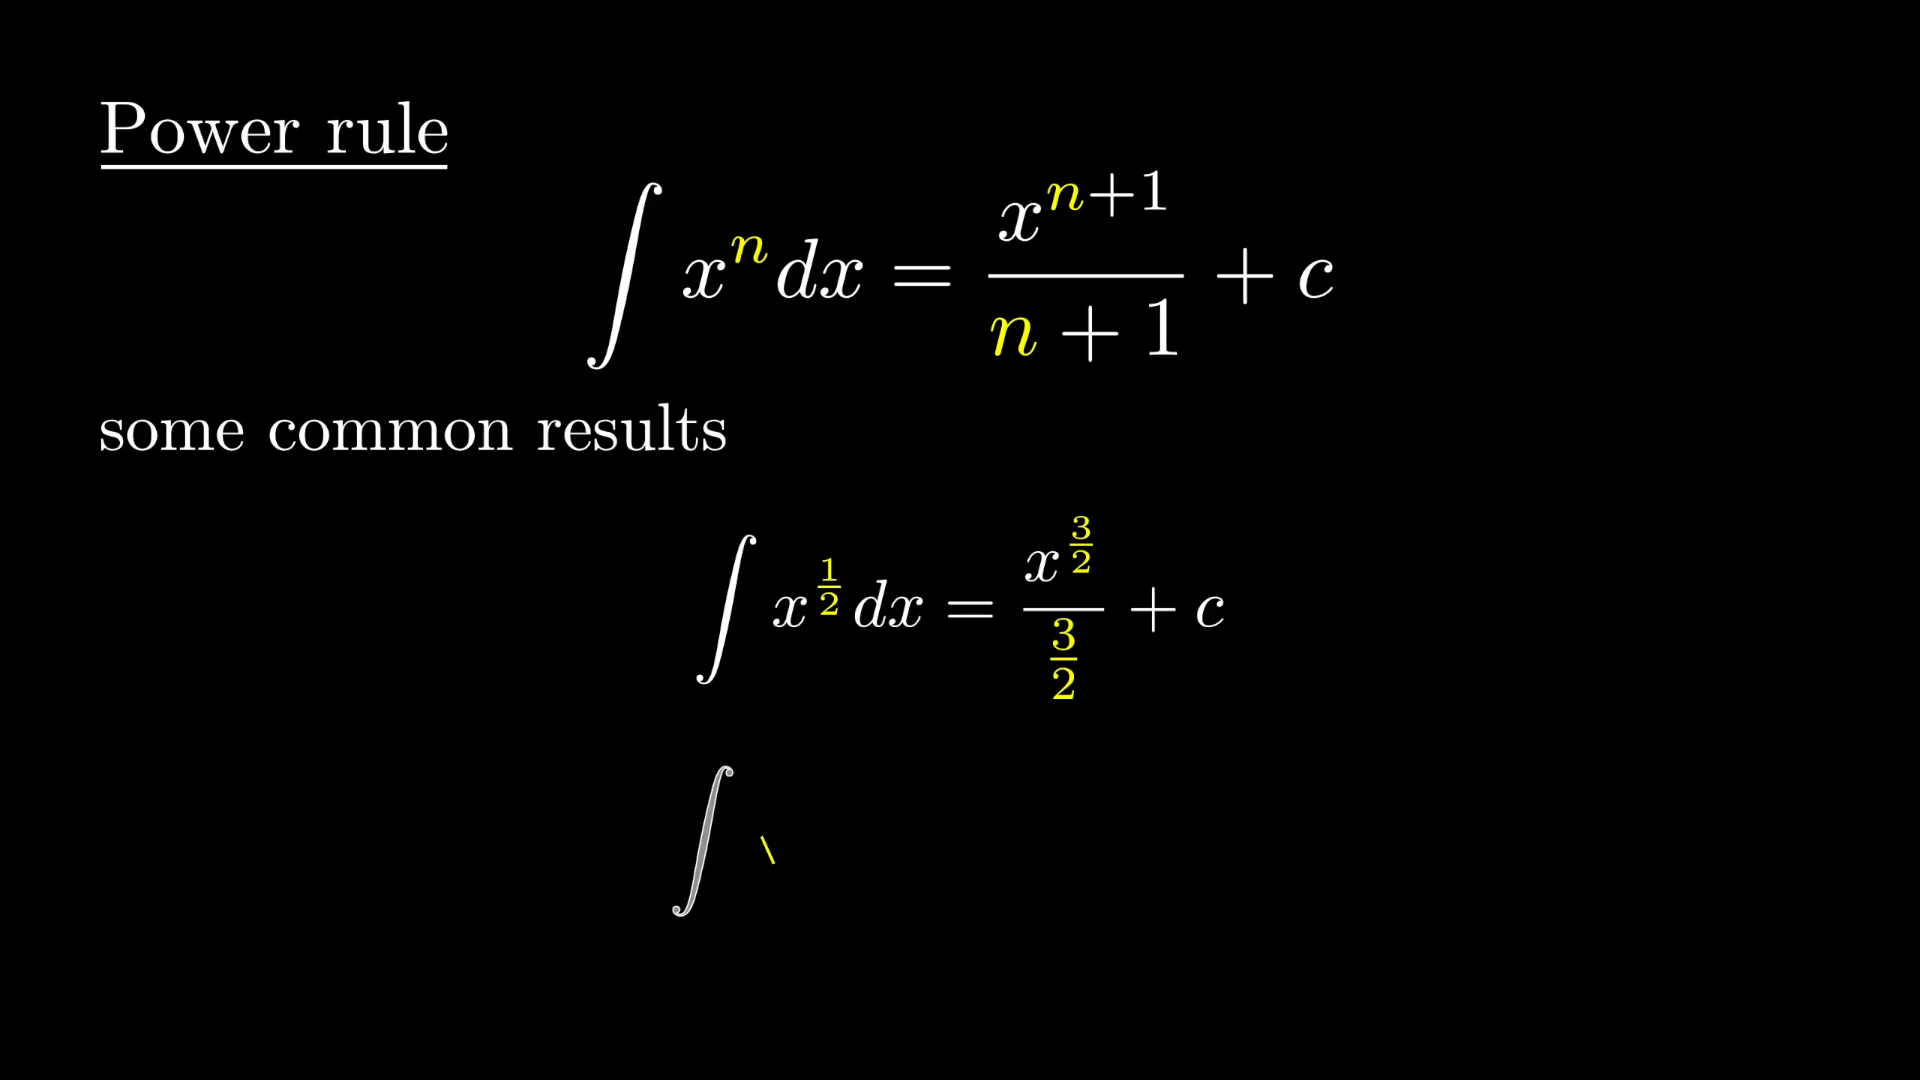 Power rule
∫ xⁿ dx = xⁿ⁺¹ / (n + 1) + c
some common results
∫ x^(1/2) dx = x^(3/2) / (3/2) + c
∫